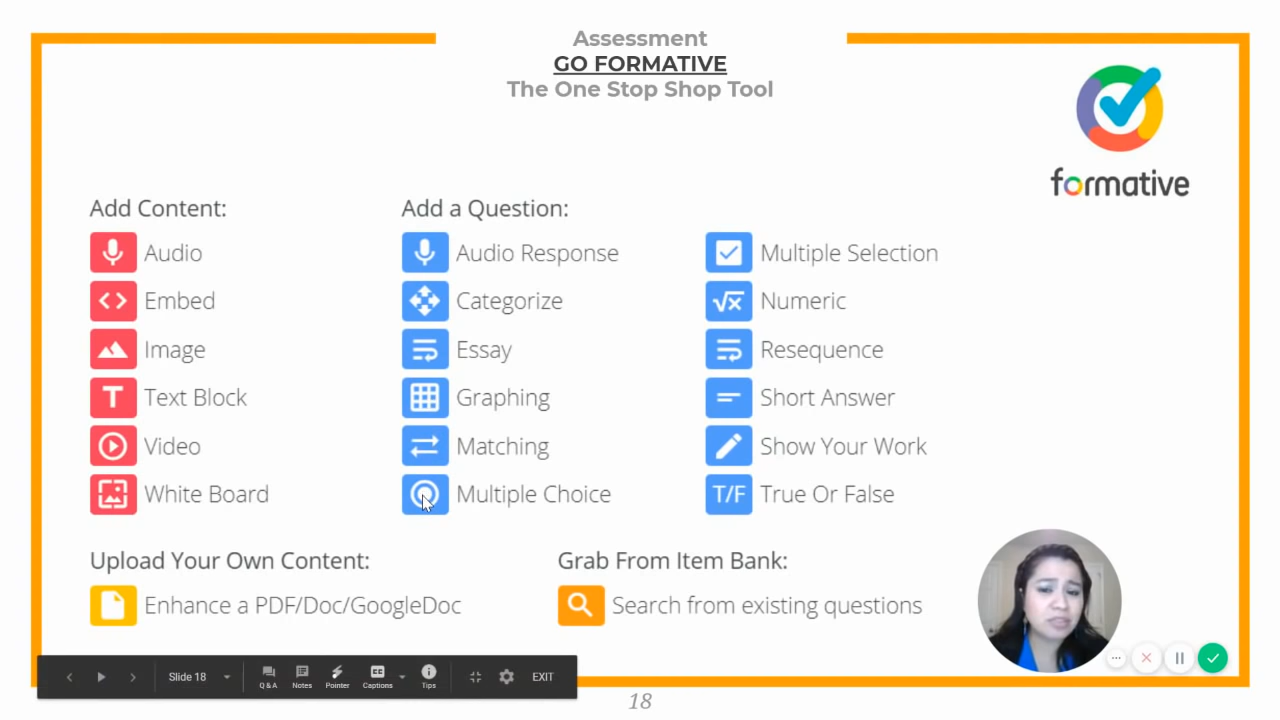 Assessment
GO FORMATIVE
The One Stop Shop Tool
formative
Add Content:
Audio
Embed
Image
Text Block
Video
White Board
Add a Question:
Audio Response
Categorize
Essay
Graphing
Matching
Multiple Choice
Multiple Selection
Numeric
Resequence
Short Answer
Show Your Work
T/F True Or False
Upload Your Own Content:
Enhance a PDF/Doc/GoogleDoc
Grab From Item Bank:
Search from existing questions
Slide 18
Q & A
Notes
Pointer
CC
Captions
Tips
EXIT
18